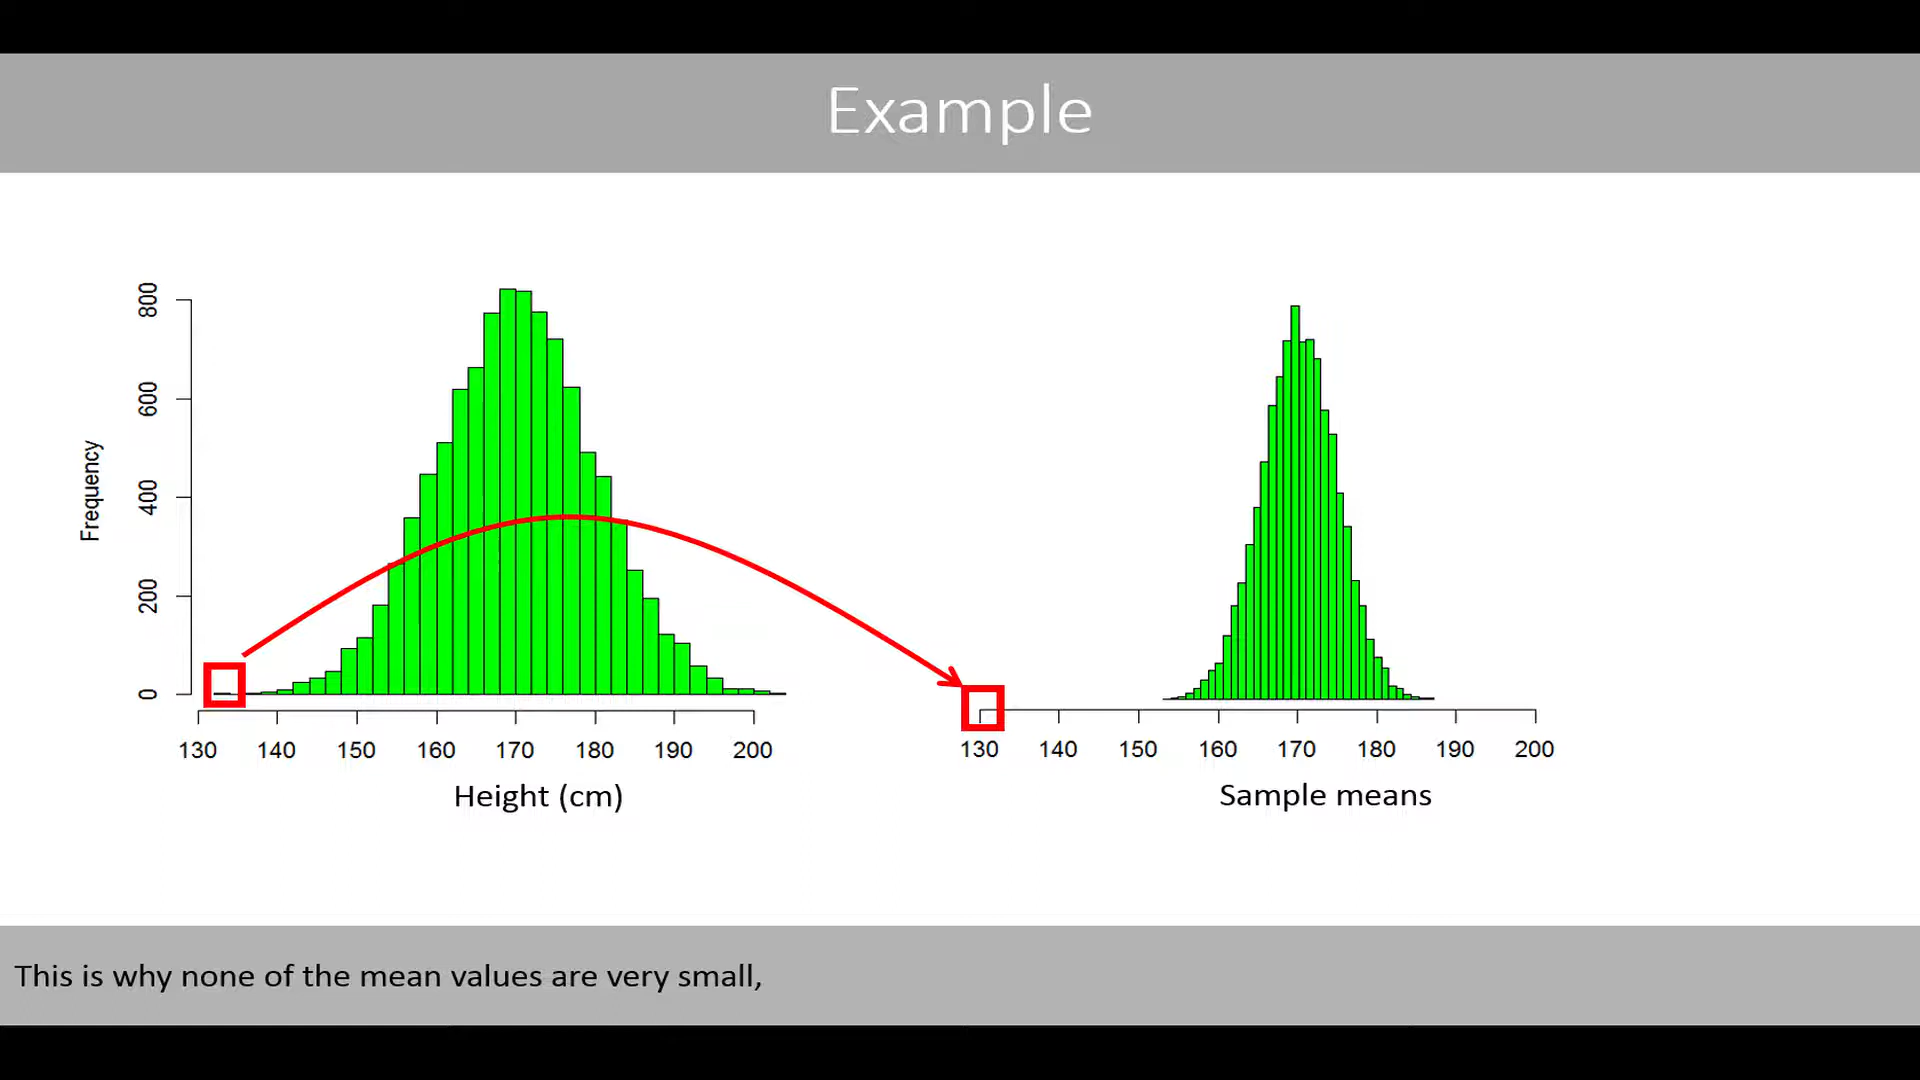 Example
800
600
400
200
0
Frequency
130 140 150 160 170 180 190 200
Height (cm)
130 140 150 160 170 180 190 200
Sample means
This is why none of the mean values are very small,